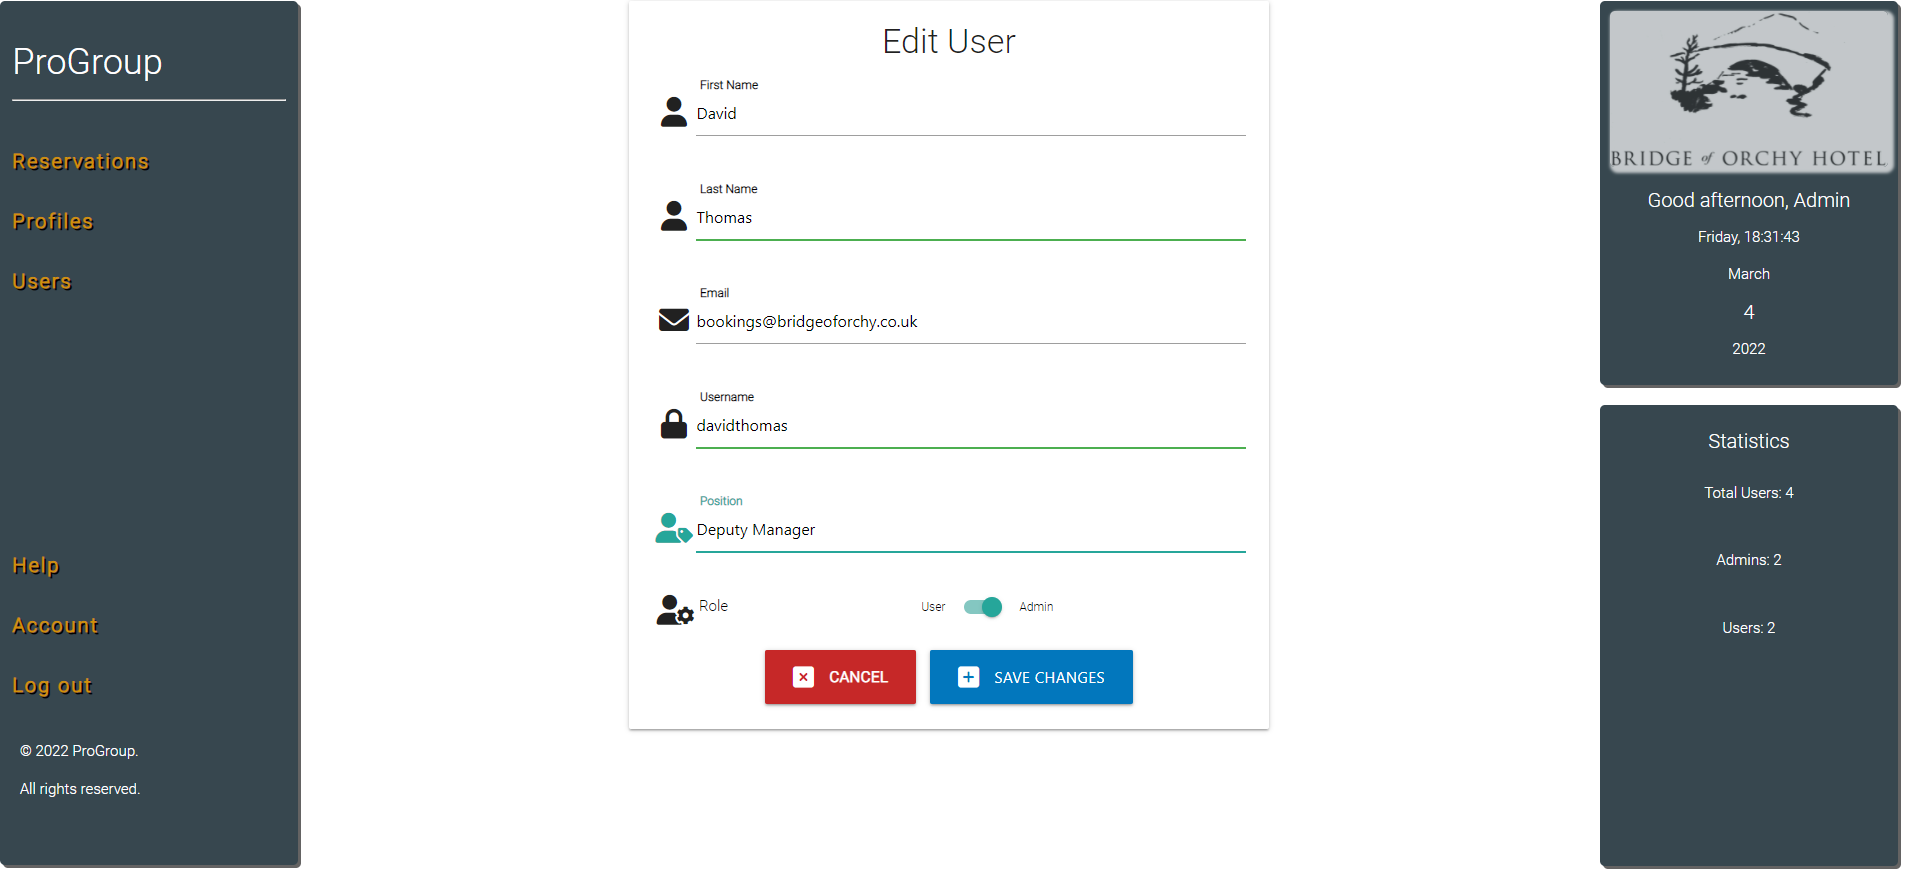 ProGroup
Reservations
Profiles
Users
Help
Account
Log out
© 2022 ProGroup.
All rights reserved.
Edit User
First Name
David
Last Name
Thomas
Email
bookings@bridgeoforchy.co.uk
Username
davidthomas
Position
Deputy Manager
Role
User Admin
CANCEL SAVE CHANGES
BRIDGE of ORCHY HOTEL
Good afternoon, Admin
Friday, 18:31:43
March
4
2022
Statistics
Total Users: 4
Admins: 2
Users: 2